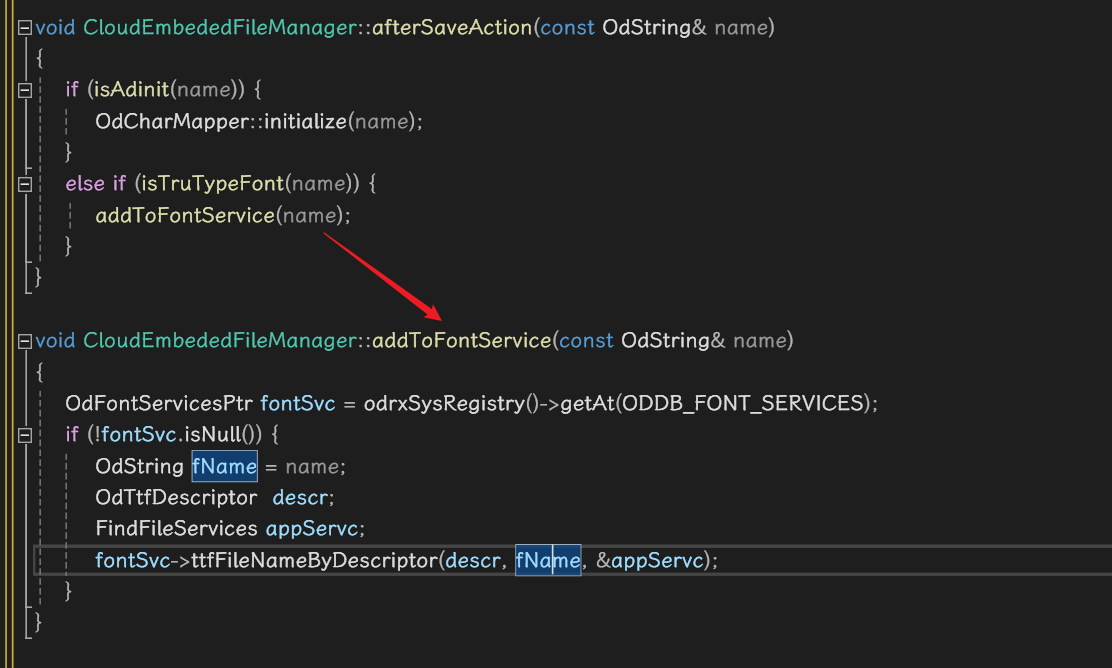 void CloudEmbededFileManager::afterSaveAction(const OdString& name)
{
if (isAdinit(name)) {
OdCharMapper::initialize(name);
}
else if (isTruTypeFont(name)) {
addToFontService(name);
}
}
void CloudEmbededFileManager::addToFontService(const OdString& name)
{
OdFontServicesPtr fontSvc = odrxSysRegistry()->getAt(ODDB_FONT_SERVICES);
if (!fontSvc.isNull()) {
OdString fName = name;
OdTtfDescriptor  descr;
FindFileServices appServc;
fontSvc->ttfFileNameByDescriptor(descr, fName, &appServc);
}
}